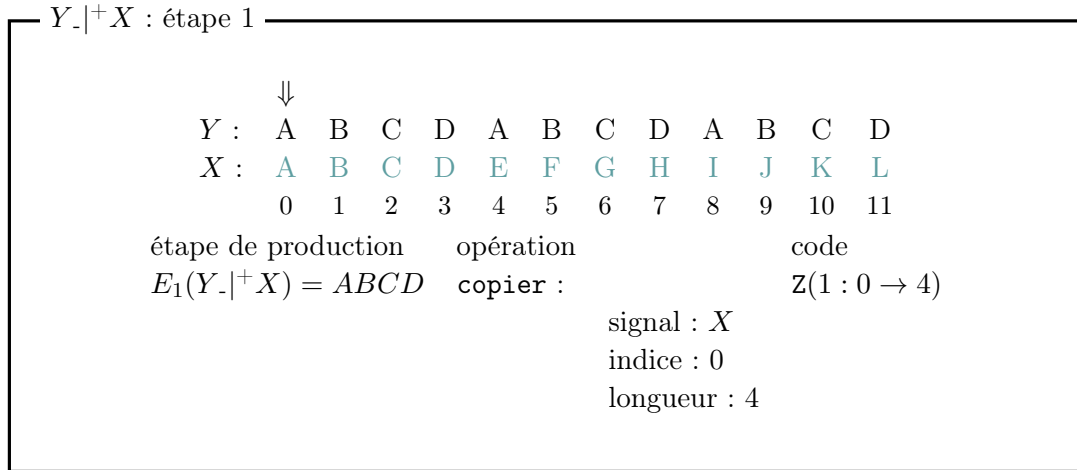 Y₋|⁺X : étape 1
⇓
Y : A B C D A B C D A B C D
X : A B C D E F G H I J K L
0 1 2 3 4 5 6 7 8 9 10 11
étape de production opération code
E₁(Y₋|⁺X) = ABCD copier : Z(1 : 0 → 4)
signal : X
indice : 0
longueur : 4